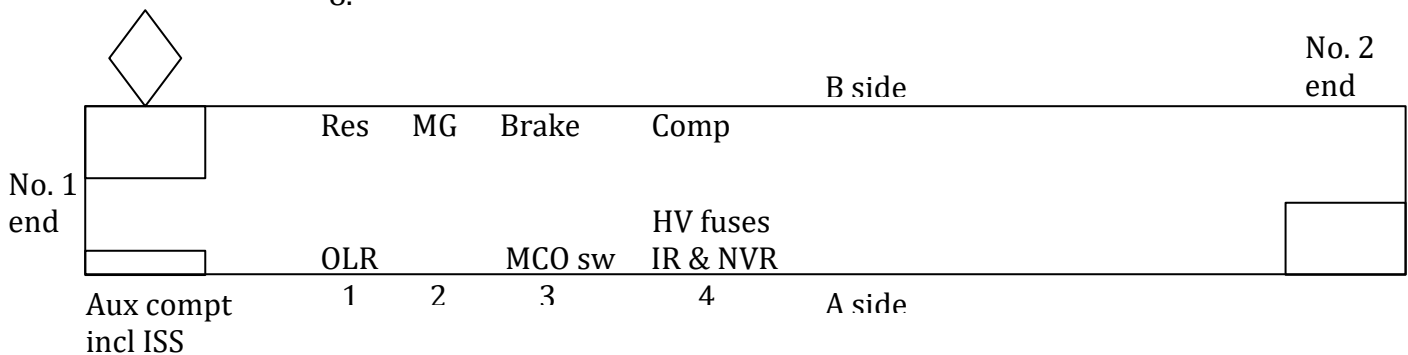 No. 2
end
B side
Res MG Brake Comp
No. 1
end
HV fuses
OLR MCO sw IR & NVR
1 2 3 4
A side
Aux compt
incl ISS